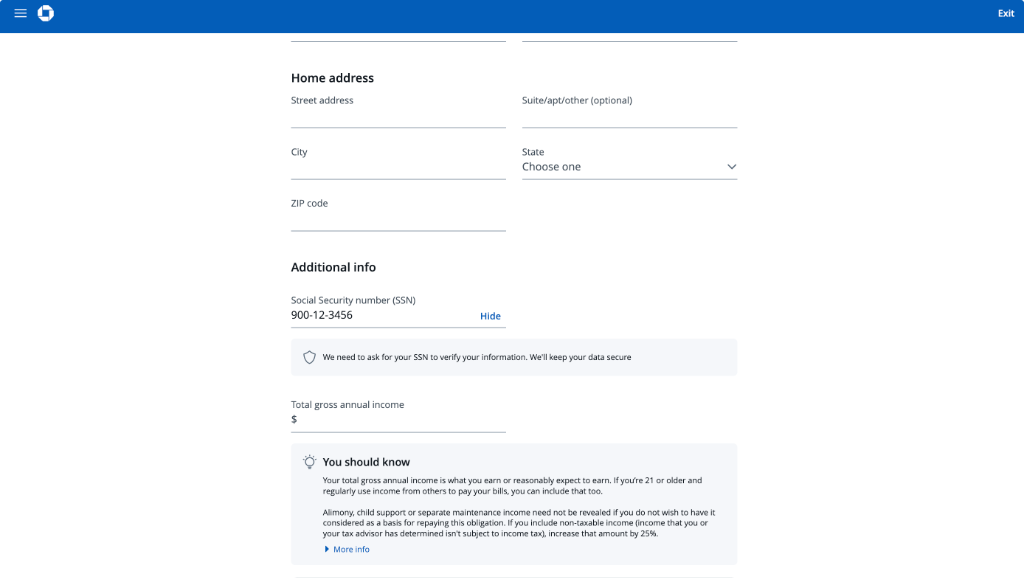 Exit
Home address
Street address
Suite/apt/other (optional)
City
State
Choose one
ZIP code
Additional info
Social Security number (SSN)
900-12-3456
Hide
We need to ask for your SSN to verify your information. We'll keep your data secure
Total gross annual income
$
You should know
Your total gross annual income is what you earn or reasonably expect to earn. If you're 21 or older and
regularly use income from others to pay your bills, you can include that too.
Alimony, child support or separate maintenance income need not be revealed if you do not wish to have it
considered as a basis for repaying this obligation. If you include non-taxable income (income that you or
your tax advisor has determined isn't subject to income tax), increase that amount by 25%.
More info